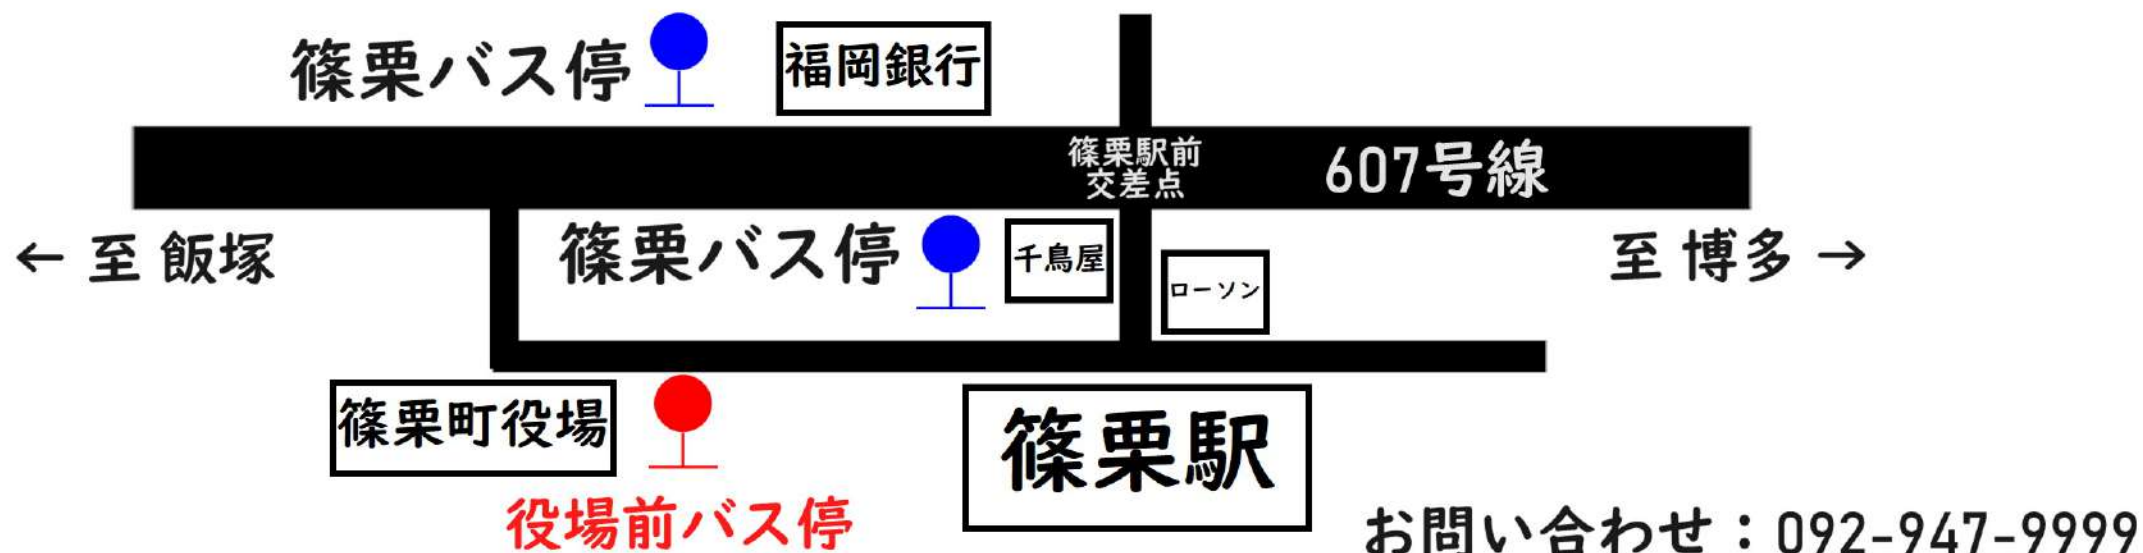 篠栗バス停
福岡銀行
篠栗駅前
交差点
607号線
← 至 飯塚
篠栗バス停
千鳥屋
ローソン
至 博多 →
篠栗町役場
篠栗駅
役場前バス停
お問い合わせ：092-947-9999